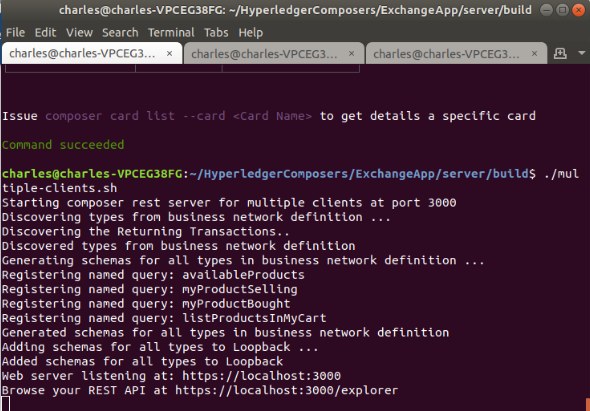 charles@charles-VPCEG38FG: ~/HyperledgerComposers/ExchangeApp/server/build
File Edit View Search Terminal Tabs Help
charles@charles-VPCEG3... × charles@charles-VPCEG3... × charles@charles-VPCEG3... ×
Issue composer card list --card <Card Name> to get details a specific card
Command succeeded
charles@charles-VPCEG38FG:~/HyperledgerComposers/ExchangeApp/server/build$ ./mul
tiple-clients.sh
Starting composer rest server for multiple clients at port 3000
Discovering types from business network definition ...
Discovering the Returning Transactions..
Discovered types from business network definition
Generating schemas for all types in business network definition ...
Registering named query: availableProducts
Registering named query: myProductSelling
Registering named query: myProductBought
Registering named query: listProductsInMyCart
Generated schemas for all types in business network definition
Adding schemas for all types to Loopback ...
Added schemas for all types to Loopback
Web server listening at: https://localhost:3000
Browse your REST API at https://localhost:3000/explorer